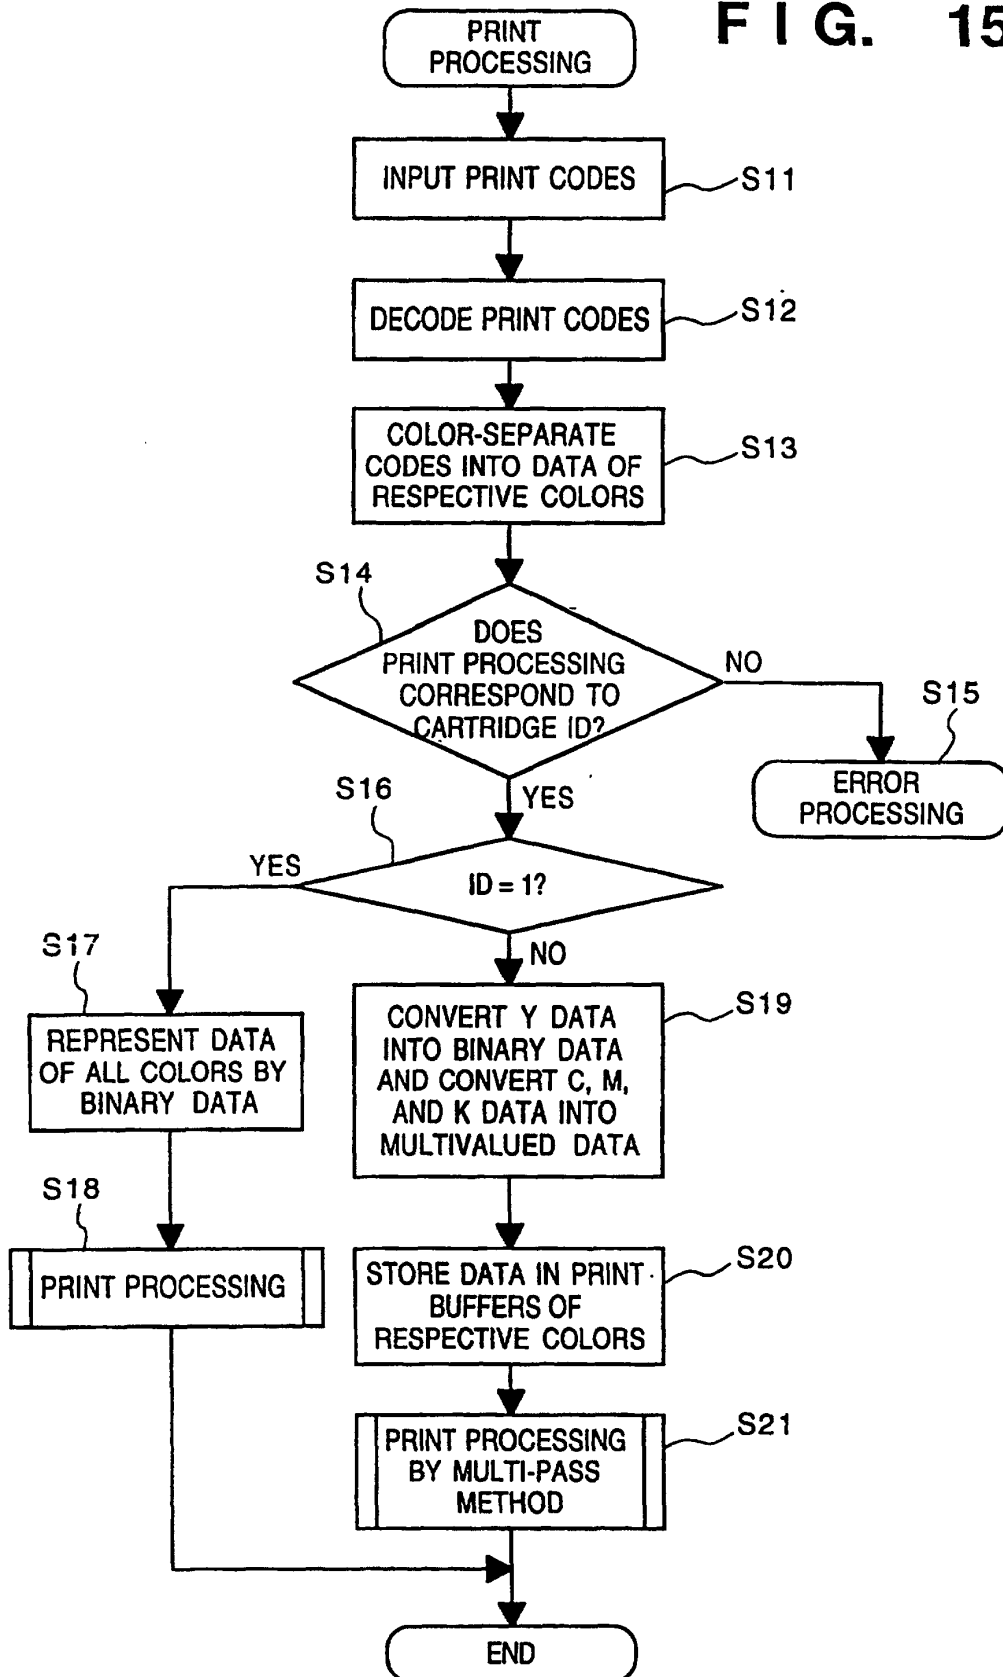 FIG. 15
PRINT
PROCESSING
INPUT PRINT CODES
S11
DECODE PRINT CODES
S12
COLOR-SEPARATE
CODES INTO DATA OF
RESPECTIVE COLORS
S13
S14
DOES
PRINT PROCESSING
CORRESPOND TO
CARTRIDGE ID?
NO
S15
ERROR
PROCESSING
YES
S16
ID = 1?
YES
NO
S17
REPRESENT DATA
OF ALL COLORS BY
BINARY DATA
S18
PRINT PROCESSING
CONVERT Y DATA
INTO BINARY DATA
AND CONVERT C, M,
AND K DATA INTO
MULTIVALUED DATA
S19
STORE DATA IN PRINT
BUFFERS OF
RESPECTIVE COLORS
S20
PRINT PROCESSING
BY MULTI-PASS
METHOD
S21
END